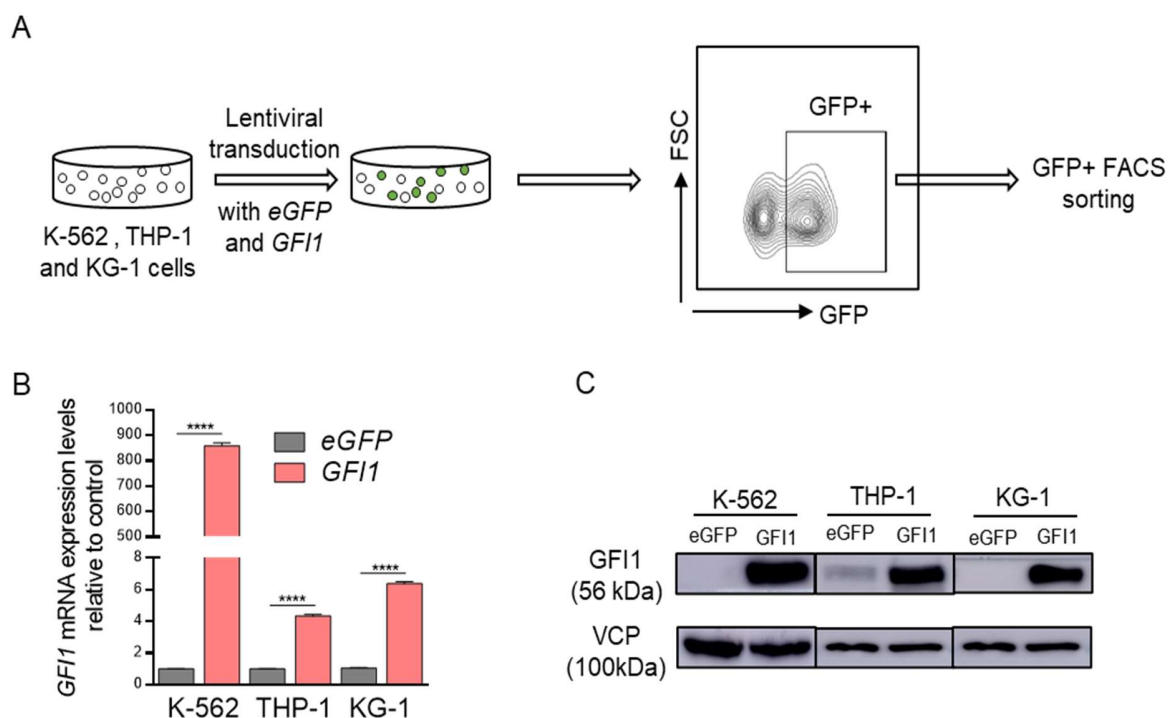 A
Lentiviral
transduction
with eGFP
and GFI1
K-562 , THP-1
and KG-1 cells
FSC
GFP+
GFP
GFP+ FACS
sorting
B
GFI1 mRNA expression levels
relative to control
1000
900
800
700
600
500
8
6
4
2
0
****
****
****
eGFP
GFI1
K-562 THP-1 KG-1
C
K-562 THP-1 KG-1
eGFP GFI1 eGFP GFI1 eGFP GFI1
GFI1
(56 kDa)
VCP
(100kDa)